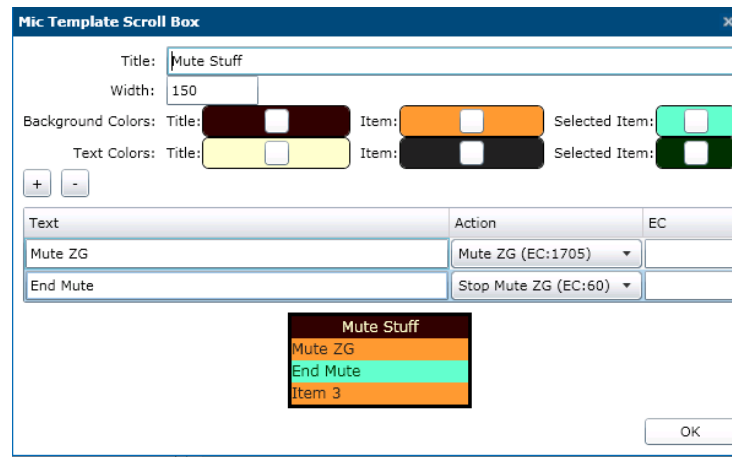 Mic Template Scroll Box
Title: Mute Stuff
Width: 150
Background Colors: Title: Item: Selected Item:
Text Colors: Title: Item: Selected Item:
+ -
Text Action EC
Mute ZG Mute ZG (EC:1705)
End Mute Stop Mute ZG (EC:60)
Mute Stuff
Mute ZG
End Mute
Item 3
OK